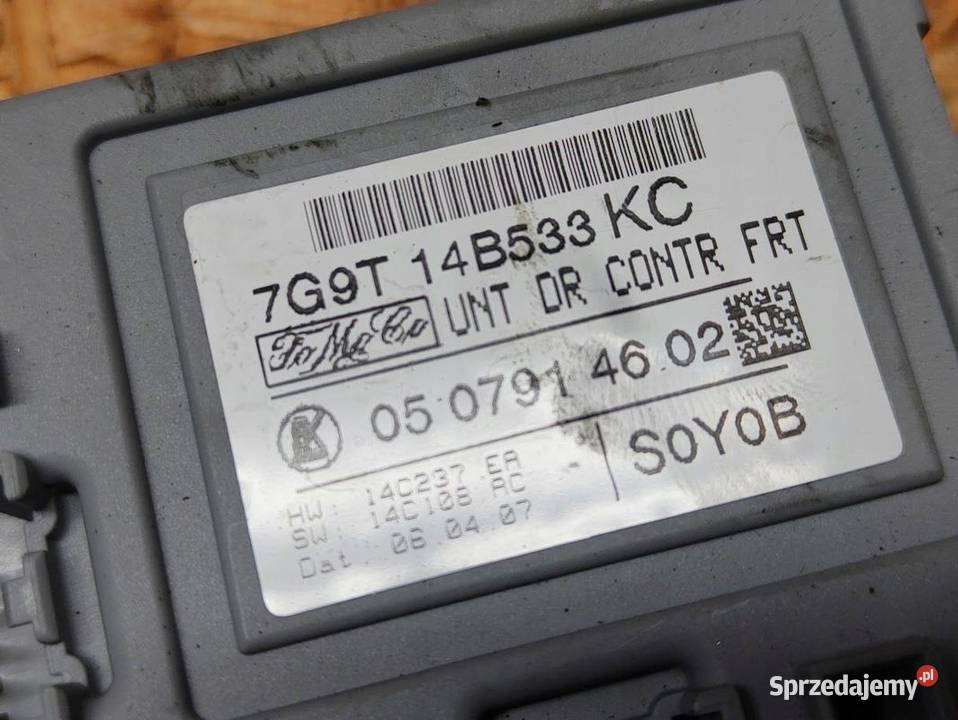 7G9T 14B533 KC
FoMoCo UNT DR CONTR FRT
K 05 0791 46 02
S0Y0B
HW: 14C237 EA -
SW: 14C108 AC
Dat. 06.04.07
Sprzedajemy.pl